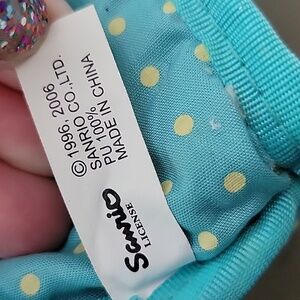 ©1996, 2006
SANRIO CO., LTD.
PU 100%
MADE IN CHINA
Sanrio
LICENSE